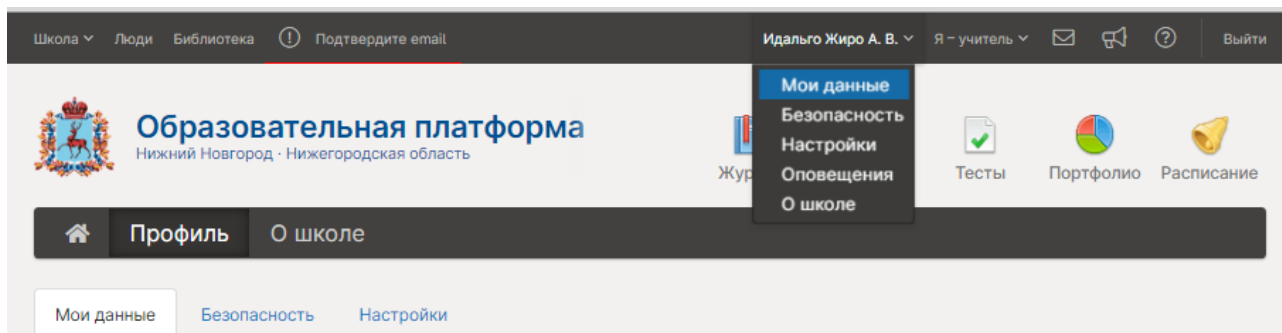 Школа Люди Библиотека Подтвердите email Идальго Жиро А. В. Я – учитель Выйти
Мои данные
Безопасность
Настройки
Оповещения
О школе
Образовательная платформа
Нижний Новгород · Нижегородская область
Тесты Портфолио Расписание
Профиль О школе
Мои данные Безопасность Настройки